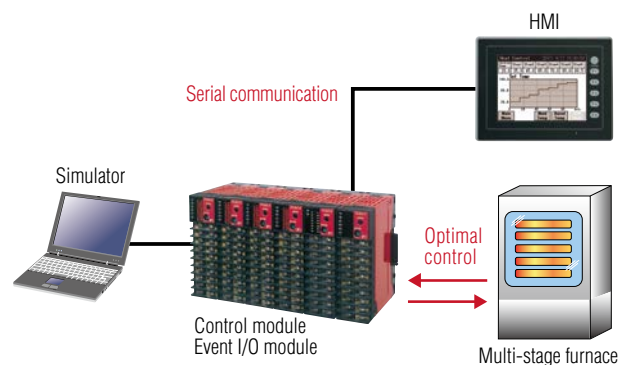 HMI
Serial communication
Simulator
Optimal
control
Control module
Event I/O module
Multi-stage furnace